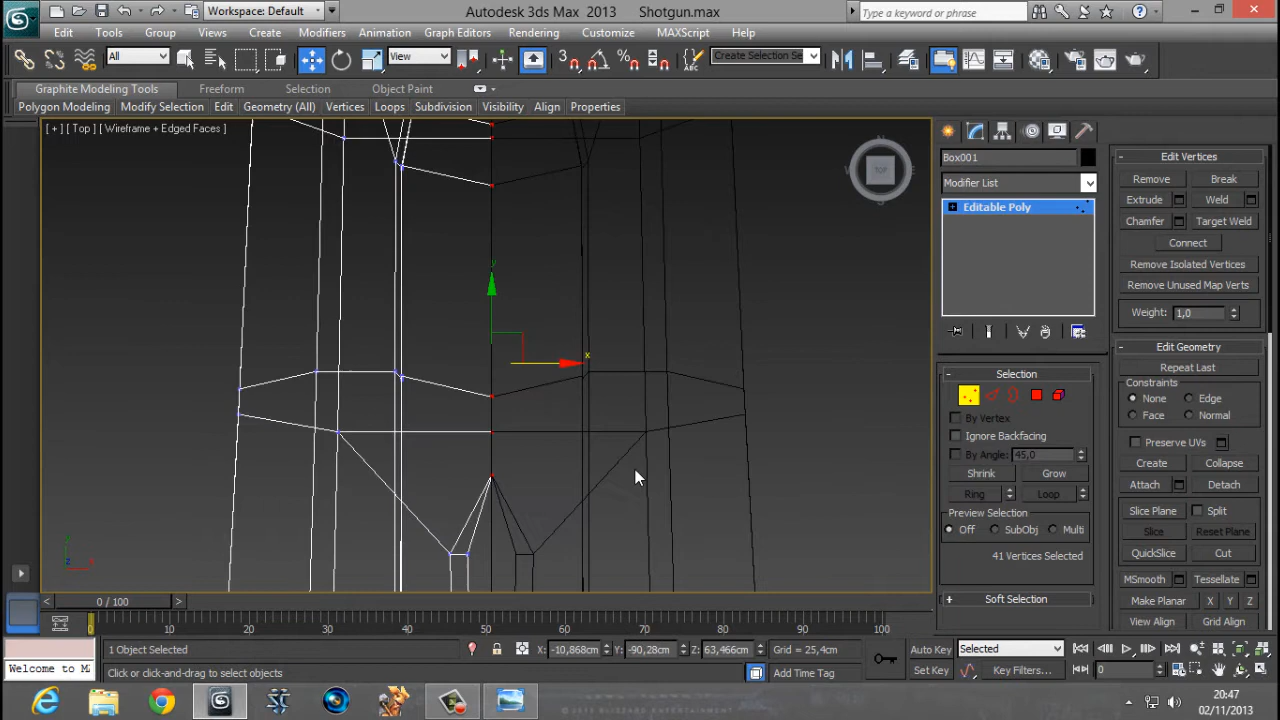 Workspace: Default
Autodesk 3ds Max 2013 Shotgun.max
Type a keyword or phrase
Edit Tools Group Views Create Modifiers Animation Graph Editors Rendering Customize MAXScript Help
All View Create Selection Se
Graphite Modeling Tools Freeform Selection Object Paint
Polygon Modeling Modify Selection Edit Geometry (All) Vertices Loops Subdivision Visibility Align Properties
[ + ] [ Top ] [ Wireframe + Edged Faces ]
TOP
Box001
Modifier List
Editable Poly
Edit Vertices
Remove Break
Extrude Weld
Chamfer Target Weld
Connect
Remove Isolated Vertices
Remove Unused Map Verts
Weight: 1,0
Edit Geometry
Repeat Last
Constraints
None Edge
Face Normal
Preserve UVs
Create Collapse
Attach Detach
Slice Plane Split
Slice Reset Plane
QuickSlice Cut
MSmooth Tessellate
Make Planar X Y Z
View Align Grid Align
Selection
By Vertex
Ignore Backfacing
By Angle: 45,0
Shrink Grow
Ring Loop
Preview Selection
Off SubObj Multi
41 Vertices Selected
Soft Selection
y
x
0 / 100
0 10 20 30 40 50 60 70 80 90 100
1 Object Selected X: -10,868cm Y: -90,28cm Z: 63,466cm Grid = 25,4cm Auto Key Selected
Welcome to M Click or click-and-drag to select objects Add Time Tag Set Key Key Filters... 0
20:47
02/11/2013